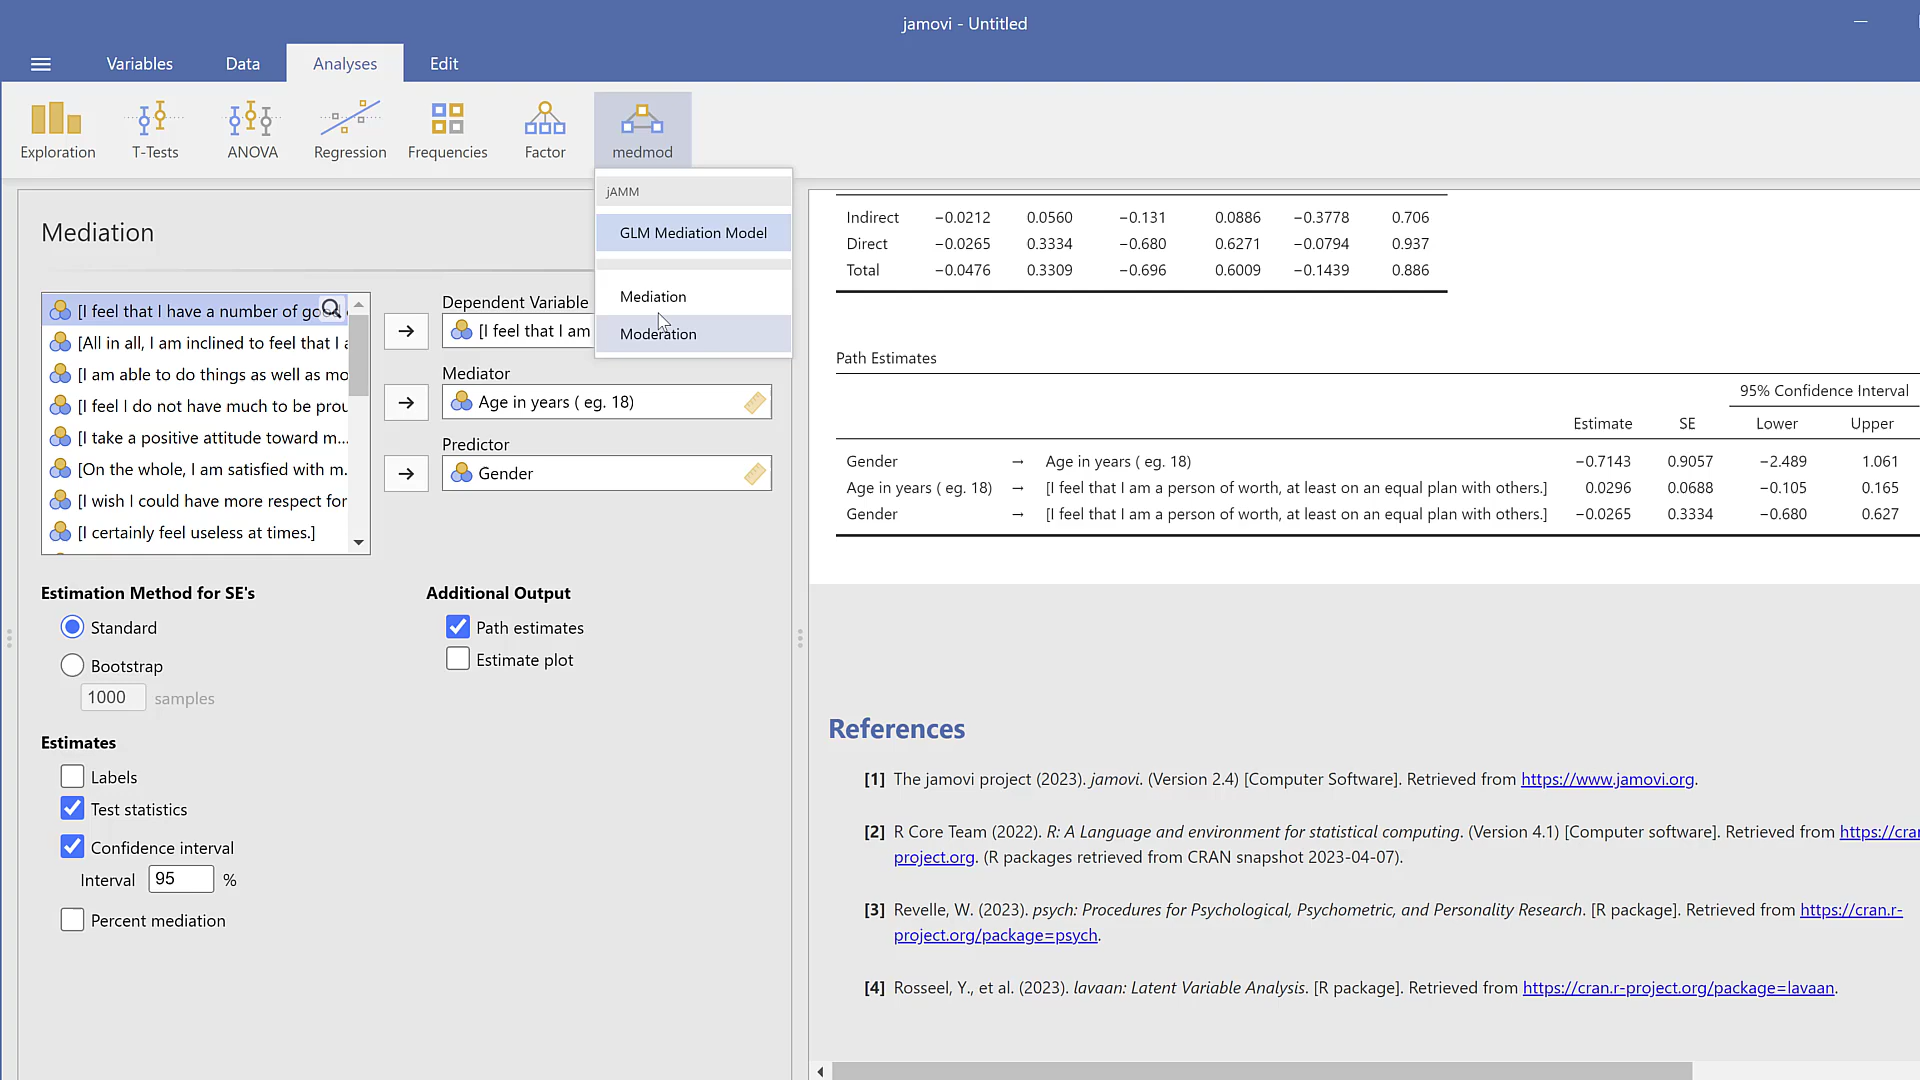 jamovi - Untitled
Variables
Data
Analyses
Edit
Exploration
T-Tests
ANOVA
Regression
Frequencies
Factor
medmod
jAMM
GLM Mediation Model
Mediation
Moderation
Mediation
[I feel that I have a number of go
[All in all, I am inclined to feel that I a
[I am able to do things as well as mo
[I feel I do not have much to be prou
[I take a positive attitude toward m...
[On the whole, I am satisfied with m.
[I wish I could have more respect for
[I certainly feel useless at times.]
Dependent Variable
[I feel that I am
Mediator
Age in years ( eg. 18)
Predictor
Gender
Estimation Method for SE's
Standard
Bootstrap
1000 samples
Additional Output
Path estimates
Estimate plot
Estimates
Labels
Test statistics
Confidence interval
Interval 95 %
Percent mediation
Indirect −0.0212 0.0560 −0.131 0.0886 −0.3778 0.706
Direct −0.0265 0.3334 −0.680 0.6271 −0.0794 0.937
Total −0.0476 0.3309 −0.696 0.6009 −0.1439 0.886
Path Estimates
95% Confidence Interval
Estimate SE Lower Upper
Gender → Age in years ( eg. 18) −0.7143 0.9057 −2.489 1.061
Age in years ( eg. 18) → [I feel that I am a person of worth, at least on an equal plan with others.] 0.0296 0.0688 −0.105 0.165
Gender → [I feel that I am a person of worth, at least on an equal plan with others.] −0.0265 0.3334 −0.680 0.627
References
[1] The jamovi project (2023). jamovi. (Version 2.4) [Computer Software]. Retrieved from https://www.jamovi.org.
[2] R Core Team (2022). R: A Language and environment for statistical computing. (Version 4.1) [Computer software]. Retrieved from https://cra
project.org. (R packages retrieved from CRAN snapshot 2023-04-07).
[3] Revelle, W. (2023). psych: Procedures for Psychological, Psychometric, and Personality Research. [R package]. Retrieved from https://cran.r-
project.org/package=psych.
[4] Rosseel, Y., et al. (2023). lavaan: Latent Variable Analysis. [R package]. Retrieved from https://cran.r-project.org/package=lavaan.